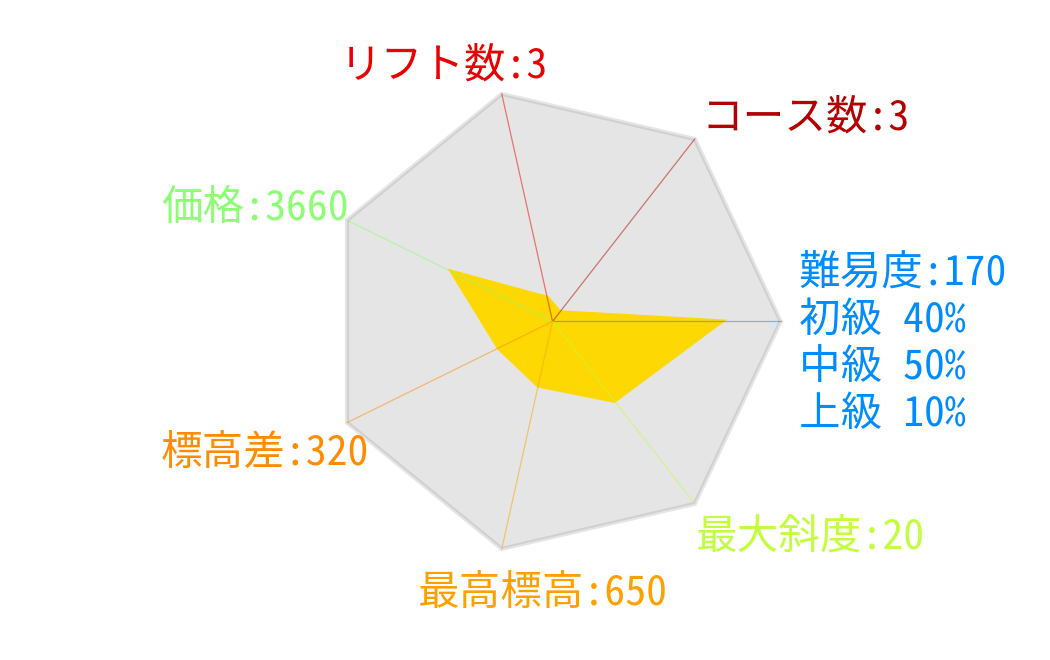 リフト数:3
コース数:3
価格:3660
難易度:170
初級 40%
中級 50%
上級 10%
標高差:320
最大斜度:20
最高標高:650